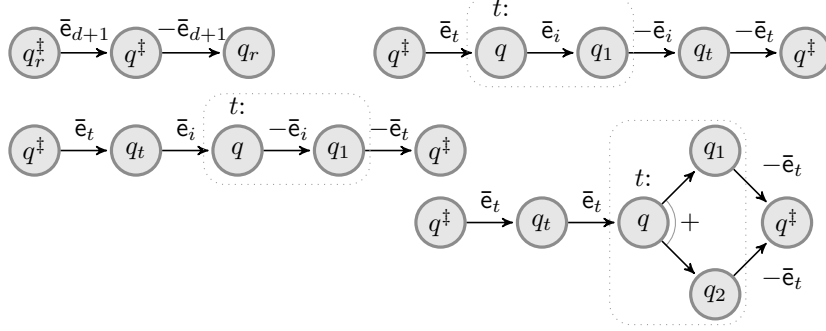 q_r^‡ ē_{d+1} q^‡ −ē_{d+1} q_r
q^‡ ē_t t: q ē_i q_1 −ē_i q_t −ē_t q^‡
q^‡ ē_t q_t ē_i t: q −ē_i q_1 −ē_t q^‡
q^‡ ē_t q_t ē_t t: q + q_1 −ē_t q_2 −ē_t q^‡